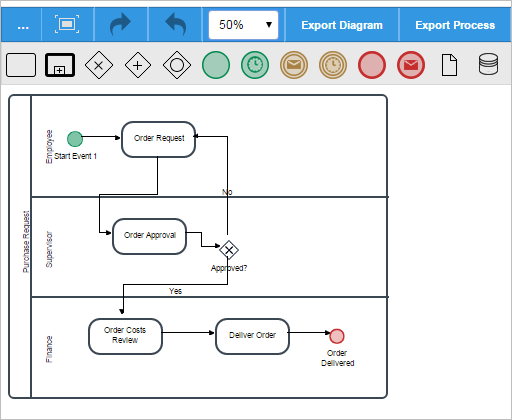 ...
50%
Export Diagram
Export Process
Purchase Request
Employee
Start Event 1
Order Request
No
Supervisor
Order Approval
Approved?
Yes
Finance
Order Costs
Review
Deliver Order
Order
Delivered